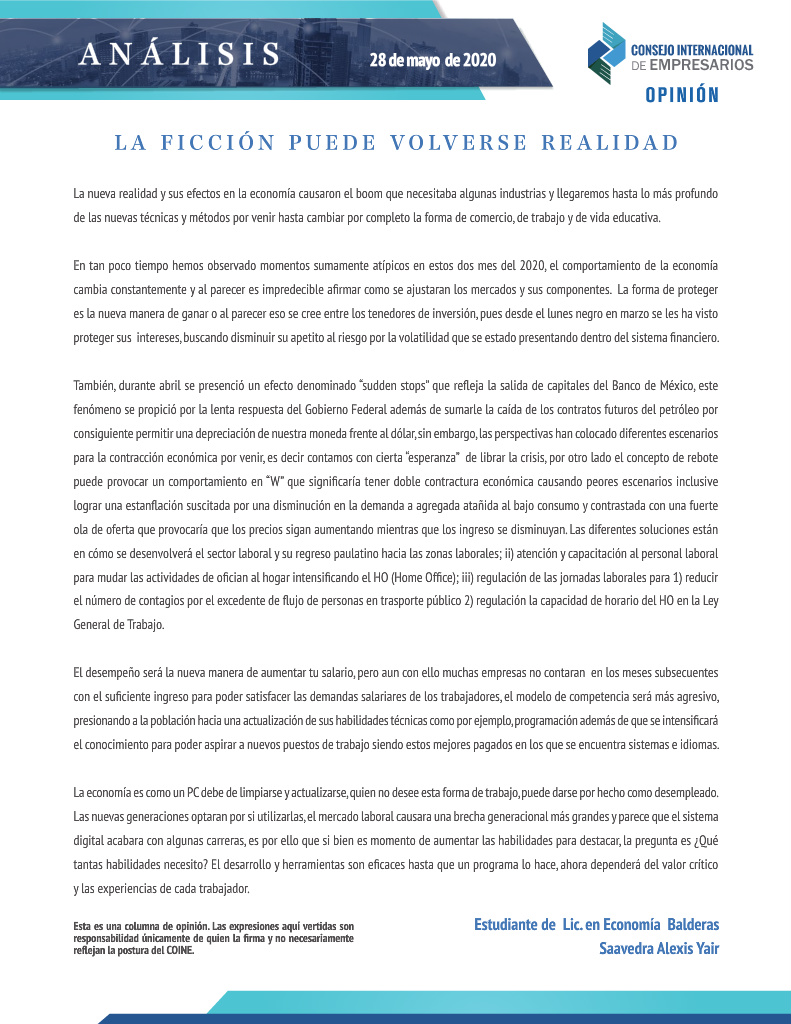 ANÁLISIS
28 de mayo de 2020
CONSEJO INTERNACIONAL
DE EMPRESARIOS
OPINIÓN
LA FICCIÓN PUEDE VOLVERSE REALIDAD
La nueva realidad y sus efectos en la economía causaron el boom que necesitaba algunas industrias y llegaremos hasta lo más profundo
de las nuevas técnicas y métodos por venir hasta cambiar por completo la forma de comercio, de trabajo y de vida educativa.
En tan poco tiempo hemos observado momentos sumamente atípicos en estos dos mes del 2020, el comportamiento de la economía
cambia constantemente y al parecer es impredecible afirmar como se ajustaran los mercados y sus componentes. La forma de proteger
es la nueva manera de ganar o al parecer eso se cree entre los tenedores de inversión, pues desde el lunes negro en marzo se les ha visto
proteger sus intereses, buscando disminuir su apetito al riesgo por la volatilidad que se estado presentando dentro del sistema financiero.
También, durante abril se presenció un efecto denominado “sudden stops” que refleja la salida de capitales del Banco de México, este
fenómeno se propició por la lenta respuesta del Gobierno Federal además de sumarle la caída de los contratos futuros del petróleo por
consiguiente permitir una depreciación de nuestra moneda frente al dólar, sin embargo, las perspectivas han colocado diferentes escenarios
para la contracción económica por venir, es decir contamos con cierta “esperanza” de librar la crisis, por otro lado el concepto de rebote
puede provocar un comportamiento en “W” que significaría tener doble contractura económica causando peores escenarios inclusive
lograr una estanflación suscitada por una disminución en la demanda a agregada atañida al bajo consumo y contrastada con una fuerte
ola de oferta que provocaría que los precios sigan aumentando mientras que los ingreso se disminuyan. Las diferentes soluciones están
en cómo se desenvolverá el sector laboral y su regreso paulatino hacia las zonas laborales; ii) atención y capacitación al personal laboral
para mudar las actividades de ofician al hogar intensificando el HO (Home Office); iii) regulación de las jornadas laborales para 1) reducir
el número de contagios por el excedente de flujo de personas en trasporte público 2) regulación la capacidad de horario del HO en la Ley
General de Trabajo.
El desempeño será la nueva manera de aumentar tu salario, pero aun con ello muchas empresas no contaran en los meses subsecuentes
con el suficiente ingreso para poder satisfacer las demandas salariares de los trabajadores, el modelo de competencia será más agresivo,
presionando a la población hacia una actualización de sus habilidades técnicas como por ejemplo, programación además de que se intensificará
el conocimiento para poder aspirar a nuevos puestos de trabajo siendo estos mejores pagados en los que se encuentra sistemas e idiomas.
La economía es como un PC debe de limpiarse y actualizarse, quien no desee esta forma de trabajo, puede darse por hecho como desempleado.
Las nuevas generaciones optaran por si utilizarlas, el mercado laboral causara una brecha generacional más grandes y parece que el sistema
digital acabara con algunas carreras, es por ello que si bien es momento de aumentar las habilidades para destacar, la pregunta es ¿Qué
tantas habilidades necesito? El desarrollo y herramientas son eficaces hasta que un programa lo hace, ahora dependerá del valor crítico
y las experiencias de cada trabajador.
Esta es una columna de opinión. Las expresiones aquí vertidas son
responsabilidad únicamente de quien la firma y no necesariamente
reflejan la postura del COINE.
Estudiante de Lic. en Economía Balderas
Saavedra Alexis Yair